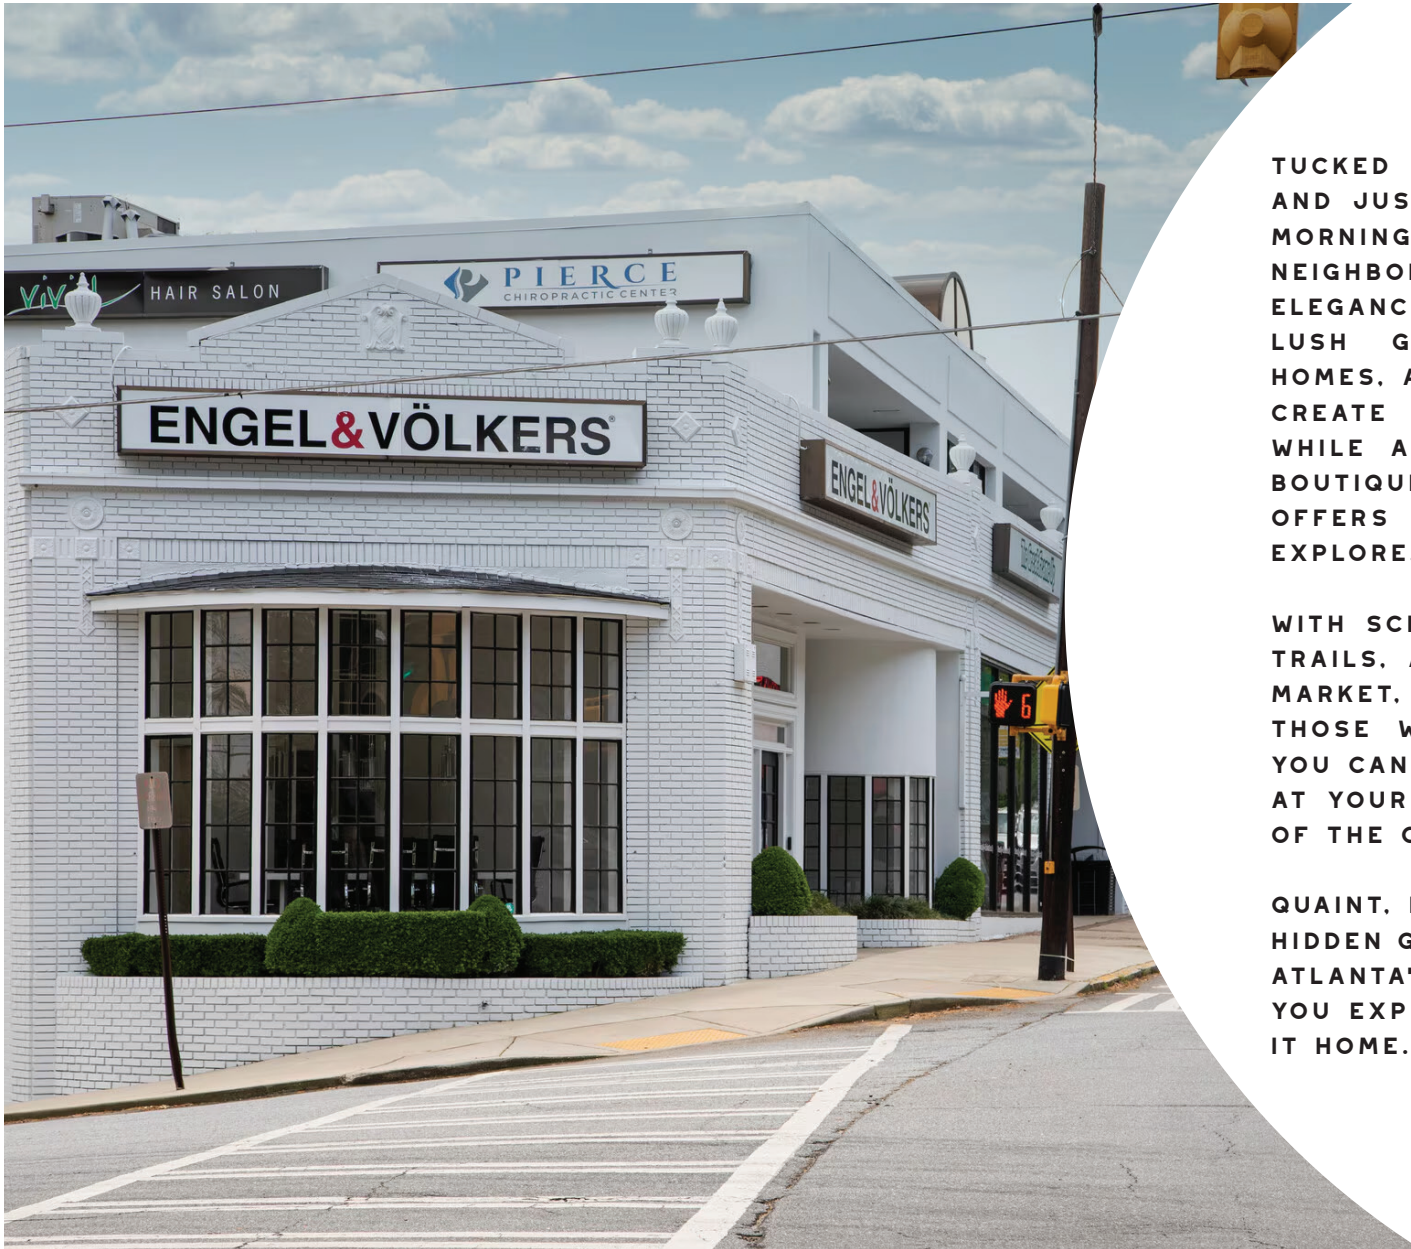 VIVID HAIR SALON
PIERCE
CHIROPRACTIC CENTER
ENGEL&VÖLKERS®
ENGEL&VÖLKERS
6
TUCKED
AND JUS
MORNING
NEIGHBO
ELEGANC
LUSH G
HOMES, A
CREATE
WHILE A
BOUTIQU
OFFERS
EXPLORE
WITH SC
TRAILS, A
MARKET,
THOSE W
YOU CAN
AT YOUR
OF THE C
QUAINT,
HIDDEN G
ATLANTA'
YOU EXP
IT HOME.